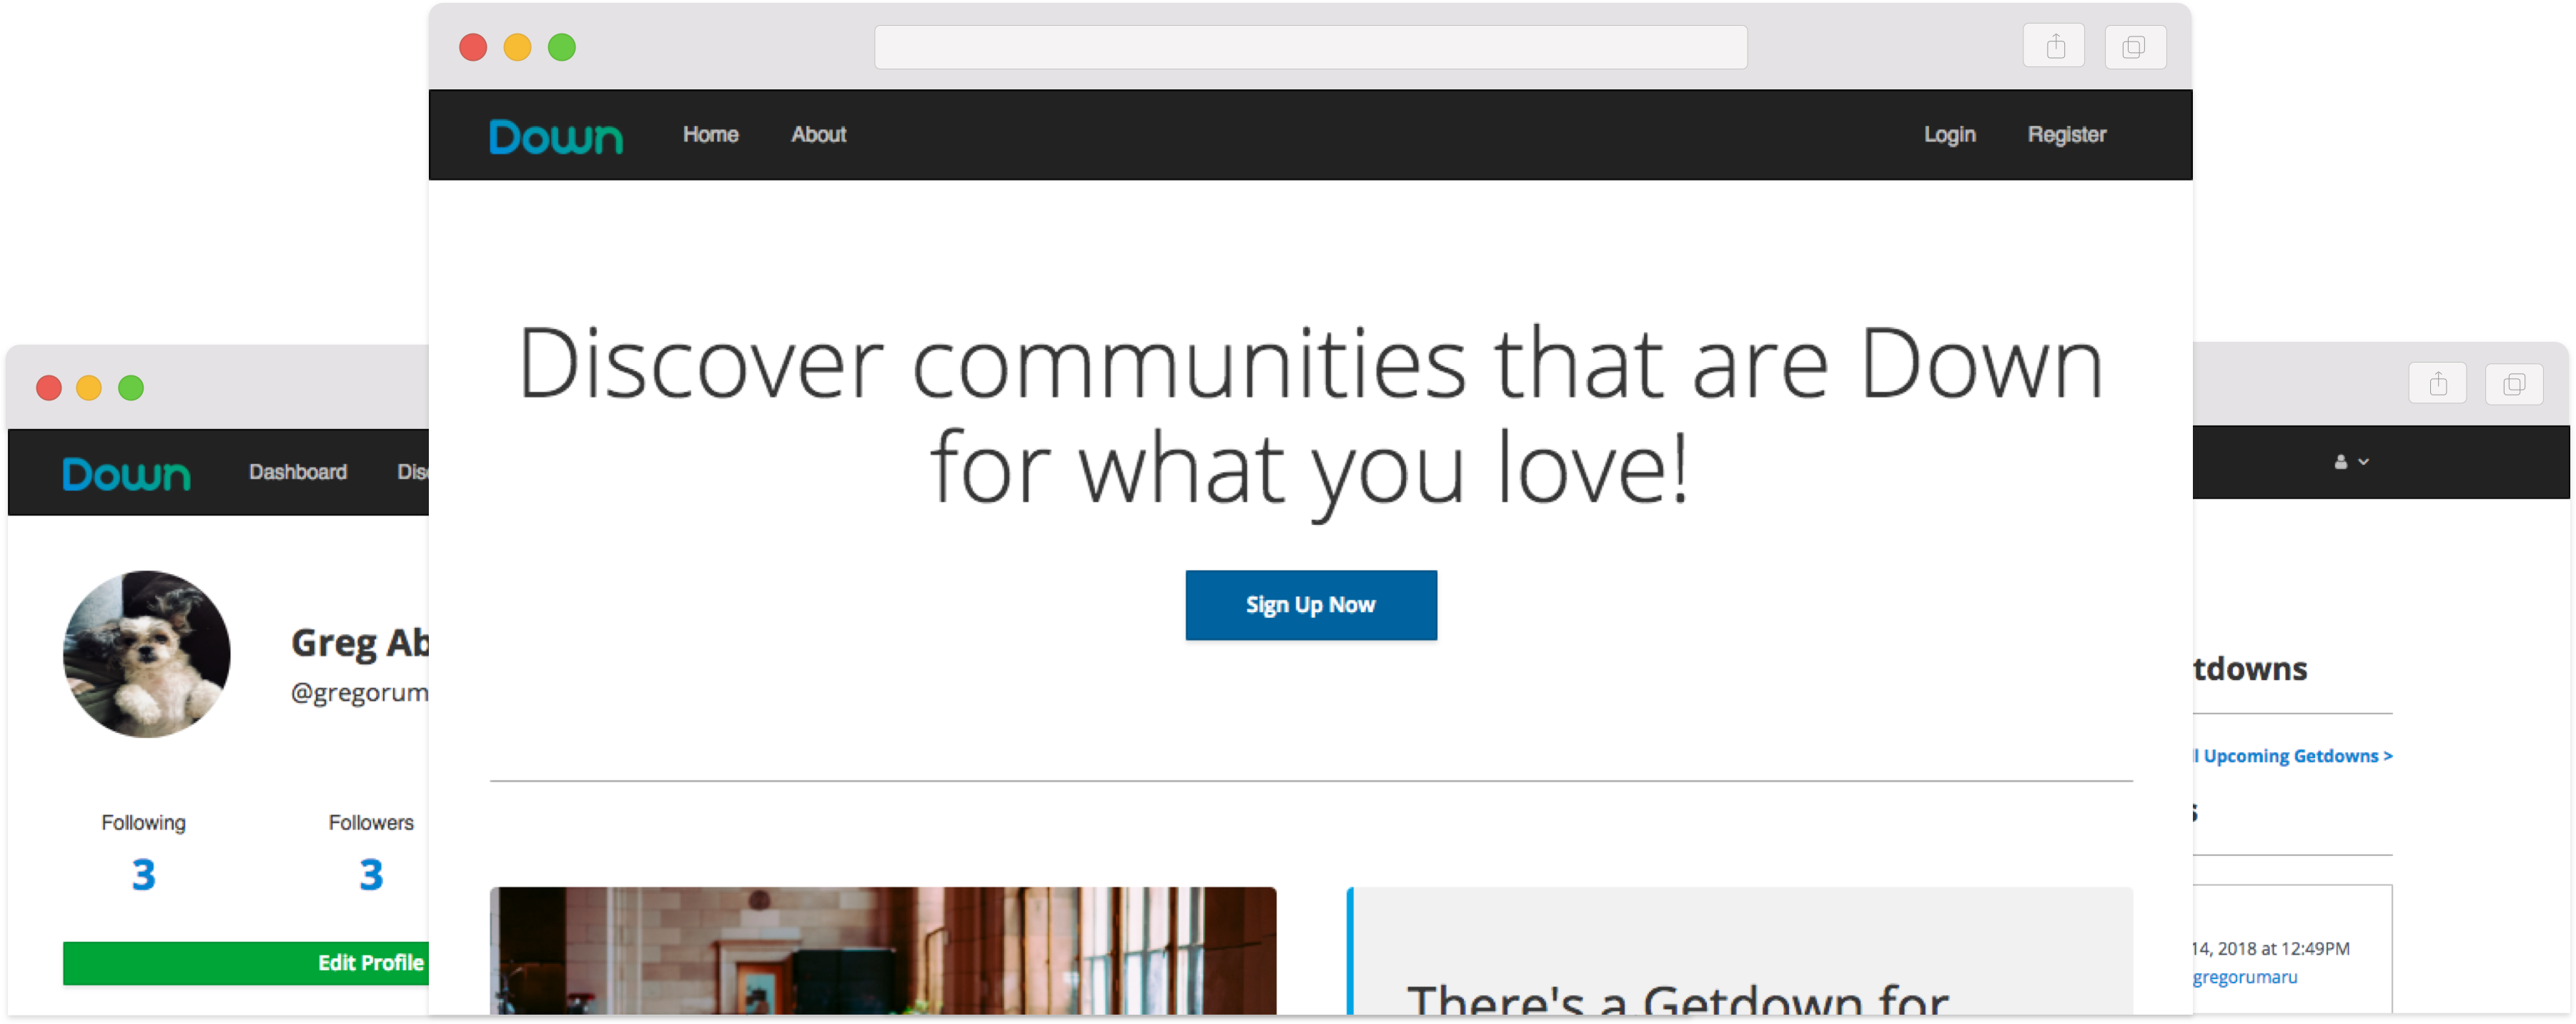 Down
Home
About
Login
Register
Discover communities that are Down
for what you love!
Sign Up Now
There's a Getdown for
Down
Dashboard
Greg
@gregorum
Following
3
Followers
3
Edit Profile
tdowns
Upcoming Getdowns >
14, 2018 at 12:49PM
gregorumaru